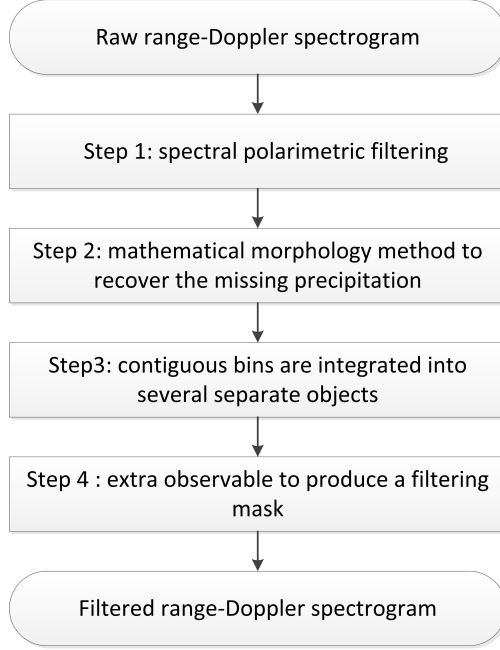 Raw range-Doppler spectrogram
Step 1: spectral polarimetric filtering
Step 2: mathematical morphology method to
recover the missing precipitation
Step3: contiguous bins are integrated into
several separate objects
Step 4 : extra observable to produce a filtering
mask
Filtered range-Doppler spectrogram